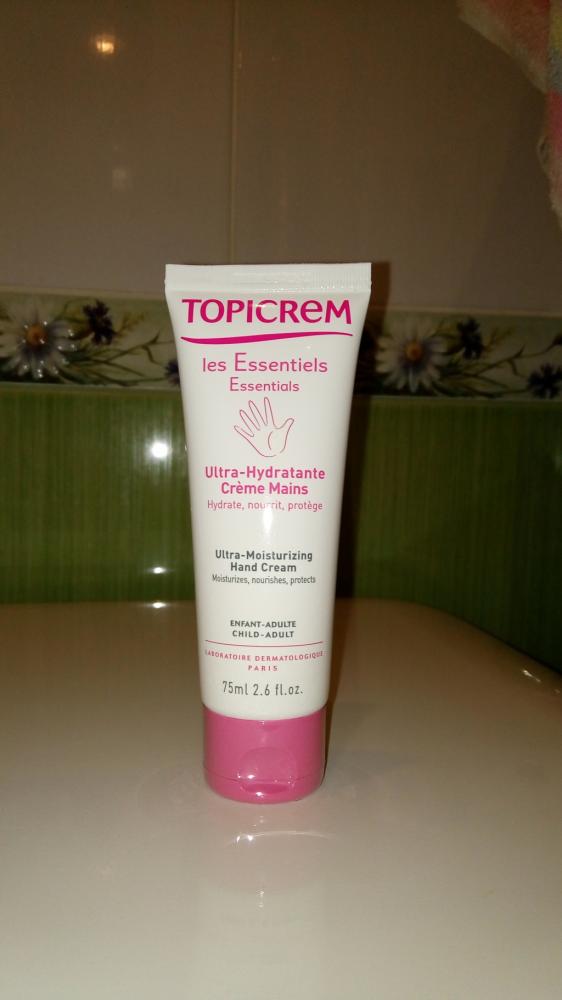 TOPICREM
les Essentiels
Essentials
Ultra-Hydratante
Crème Mains
Hydrate, nourrit, protège
Ultra-Moisturizing
Hand Cream
Moisturizes, nourishes, protects
ENFANT-ADULTE
CHILD-ADULT
LABORATOIRE DERMATOLOGIQUE
PARIS
75ml 2.6 fl.oz.